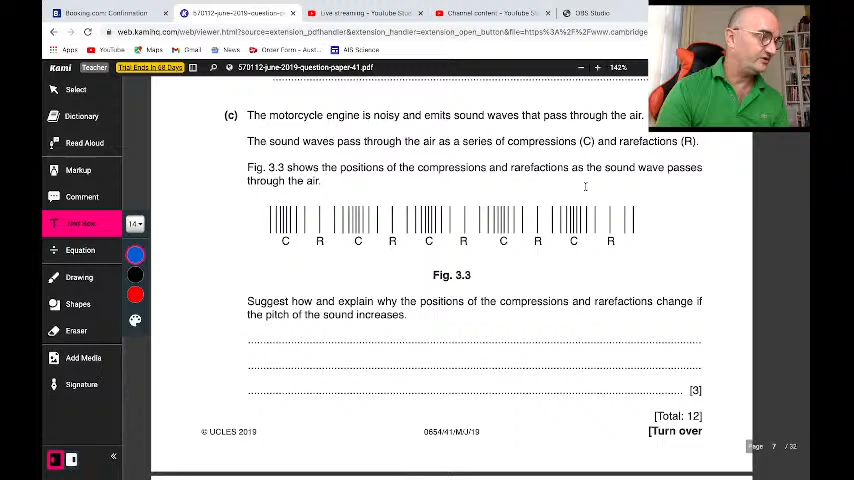 Booking.com: Confirmation
570112-june-2019-question-p
Live streaming - YouTube Stu
Channel content - YouTube S
OBS Studio
web.kamihq.com/web/viewer.html?source=extension_pdfhandler&extension_handler=extension_open_button&file=https%3A%2F%2Fwww.cambridge
Apps YouTube Maps Gmail News Order Form – Aust... AIS Science
Kami Teacher Trial Ends In 68 Days 570112-june-2019-question-paper-41.pdf 142%
Select
Dictionary
Read Aloud
Markup
Comment
Text Box 14
Equation
Drawing
Shapes
Eraser
Add Media
Signature
(c) The motorcycle engine is noisy and emits sound waves that pass through the air.
The sound waves pass through the air as a series of compressions (C) and rarefactions (R).
Fig. 3.3 shows the positions of the compressions and rarefactions as the sound wave passes
through the air.
C R C R C R C R C R
Fig. 3.3
Suggest how and explain why the positions of the compressions and rarefactions change if
the pitch of the sound increases.
[3]
[Total: 12]
© UCLES 2019 0654/41/M/J/19 [Turn over
Page 7 / 32